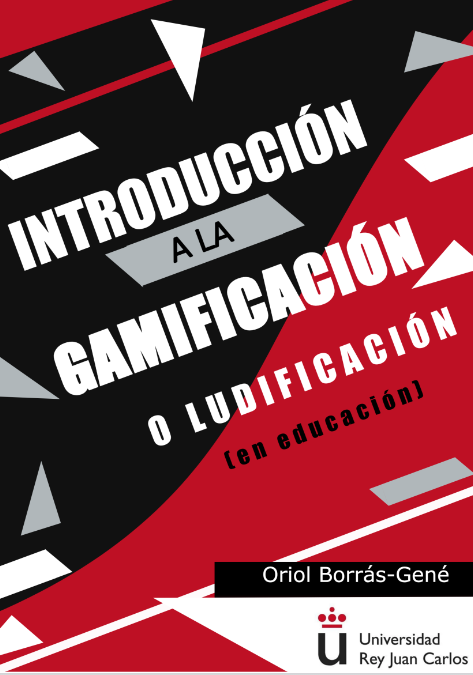 INTRODUCCIÓN
A LA
GAMIFICACIÓN
O LUDIFICACIÓN
(en educación)
Oriol Borrás-Gené
u
Universidad
Rey Juan Carlos